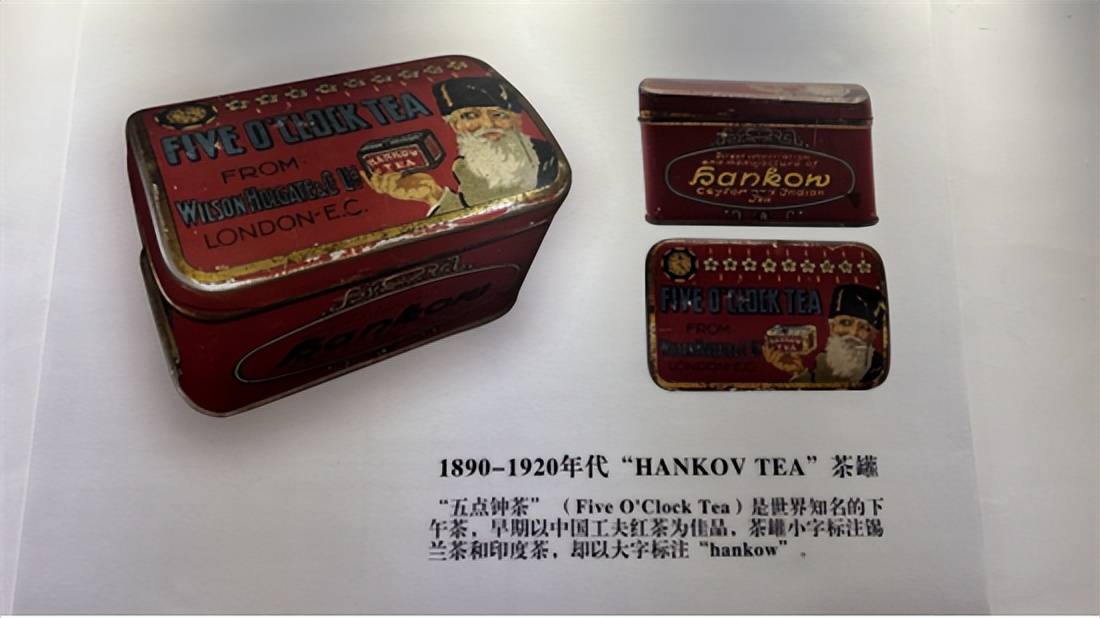 FIVE O'CLOCK TEA
FROM
WILSON HOLGATE & Cº Lᵀᴰ
LONDON-E.C.
HANKOV
TEA
Hankow
Hankow
Ceylon and Indian
Tea
FIVE O'CLOCK TEA
FROM
LONDON-E.C.
HANKOV
TEA
1890-1920年代“HANKOV TEA”茶罐
“五点钟茶”（Five O'Clock Tea）是世界知名的下
午茶，早期以中国工夫红茶为佳品，茶罐小字标注锡
兰茶和印度茶，却以大字标注“hankow”。